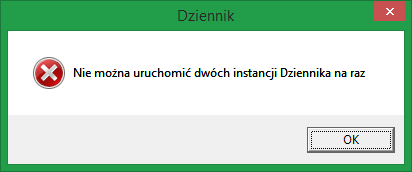 Dziennik
Nie można uruchomić dwóch instancji Dziennika na raz
OK